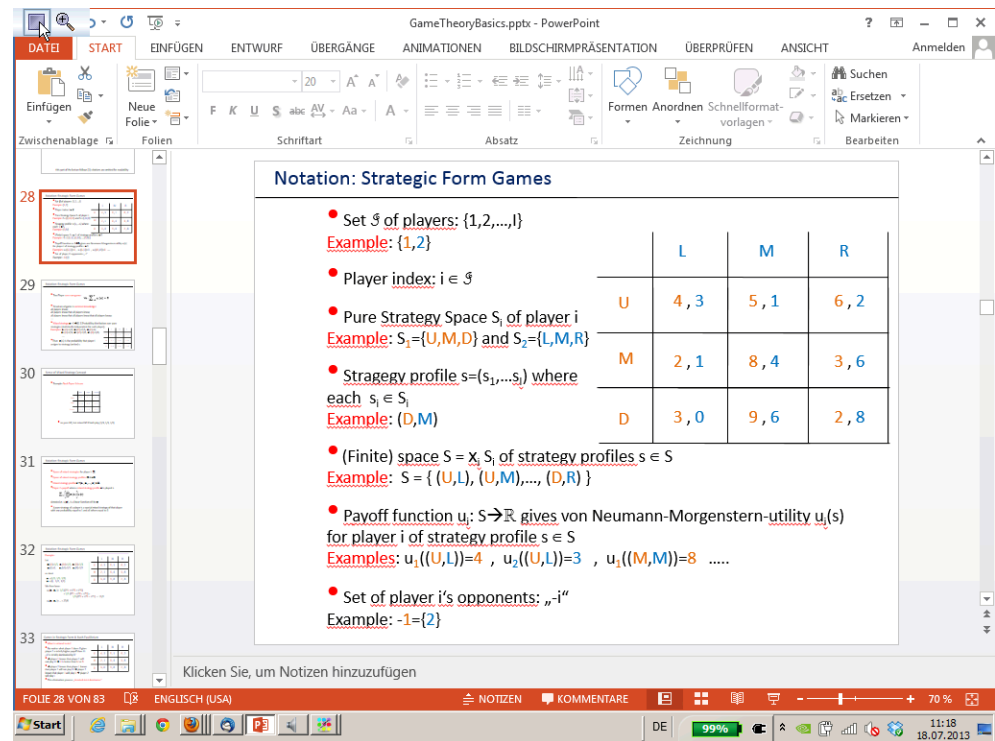 GameTheoryBasics.pptx - PowerPoint
DATEI START EINFÜGEN ENTWURF ÜBERGÄNGE ANIMATIONEN BILDSCHIRMPRÄSENTATION ÜBERPRÜFEN ANSICHT Anmelden
Einfügen
Neue
Folie
20
F K U S abc AV Aa A
Formen Anordnen Schnellformat-
vorlagen
Suchen
Ersetzen
Markieren
Zwischenablage Folien Schriftart Absatz Zeichnung Bearbeiten
28
29
30
31
32
33
Notation: Strategic Form Games
• Set ℐ of players: {1,2,...,I}
Example: {1,2}
• Player index: i ∈ ℐ
• Pure Strategy Space Sᵢ of player i
Example: S₁={U,M,D} and S₂={L,M,R}
• Stragegy profile s=(s₁,...sᵢ) where
each sᵢ ∈ Sᵢ
Example: (D,M)
L M R
U 4,3 5,1 6,2
M 2,1 8,4 3,6
D 3,0 9,6 2,8
• (Finite) space S = xᵢ Sᵢ of strategy profiles s ∈ S
Example: S = { (U,L), (U,M),..., (D,R) }
• Payoff function uᵢ: S→ℝ gives von Neumann-Morgenstern-utility uᵢ(s)
for player i of strategy profile s ∈ S
Examples: u₁((U,L))=4 , u₂((U,L))=3 , u₁((M,M))=8 .....
• Set of player i‘s opponents: „-i“
Example: -1={2}
Klicken Sie, um Notizen hinzuzufügen
FOLIE 28 VON 83 ENGLISCH (USA) NOTIZEN KOMMENTARE 70 %
Start DE 99% 11:18
18.07.2013